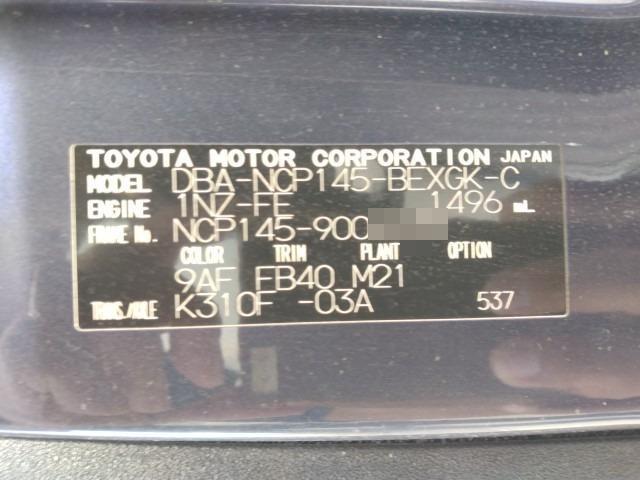 TOYOTA MOTOR CORPORATION JAPAN
MODEL DBA-NCP145-BEXGK-C
ENGINE 1NZ-FE 1496 mL
FRAME No. NCP145-900
COLOR TRIM PLANT OPTION
9AF FB40 M21
TRANS./AXLE K310F -03A 537